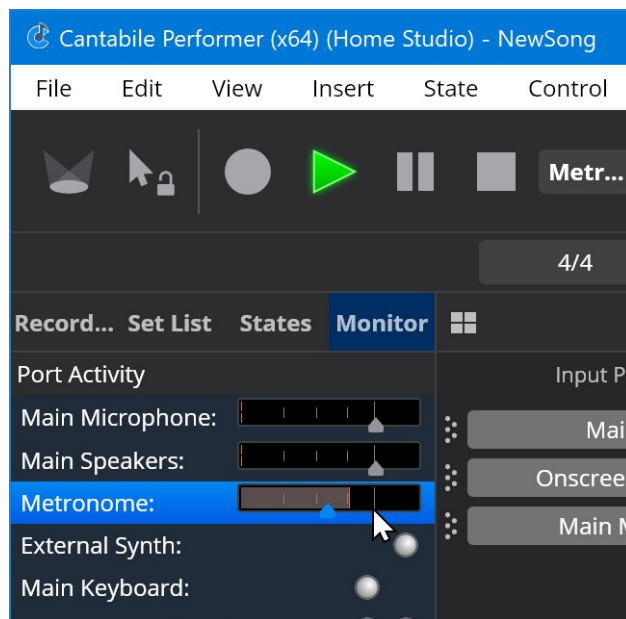 Cantabile Performer (x64) (Home Studio) - NewSong
File Edit View Insert State Control
Metr...
4/4
Record... Set List States Monitor
Port Activity
Input P
Main Microphone:
Mai
Main Speakers:
Onscree
Metronome:
Main M
External Synth:
Main Keyboard: